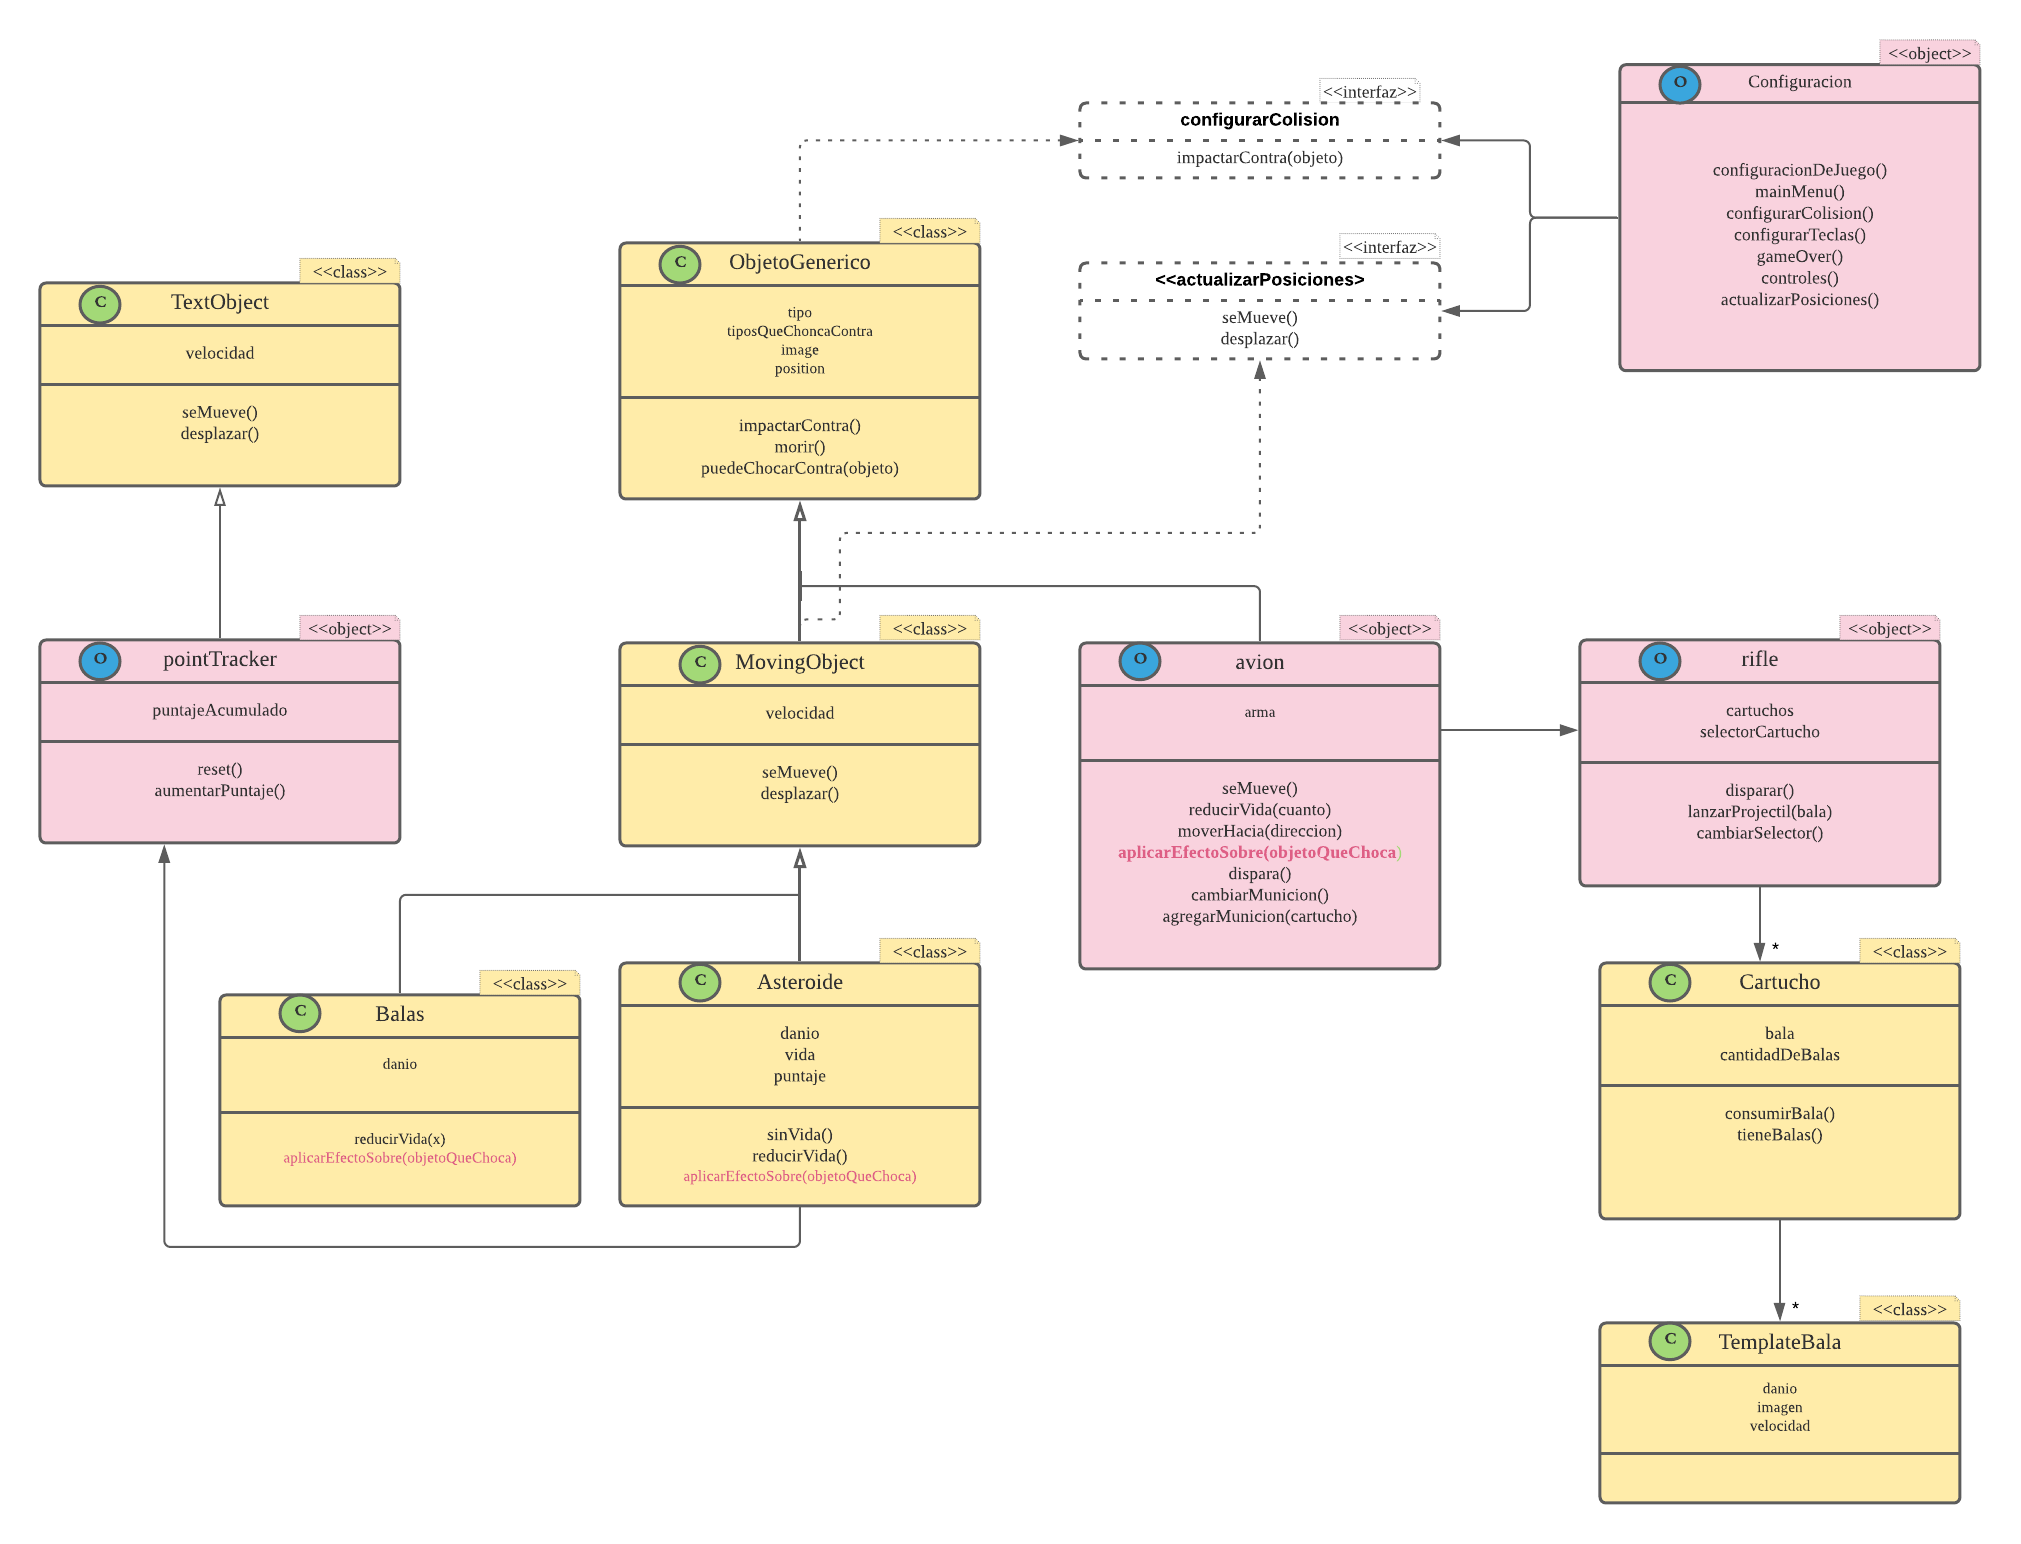 <<object>>
O
Configuracion
configuracionDeJuego()
mainMenu()
configurarColision()
configurarTeclas()
gameOver()
controles()
actualizarPosiciones()
<<interfaz>>
configurarColision
impactarContra(objeto)
<<interfaz>>
<<actualizarPosiciones>
seMueve()
desplazar()
<<class>>
C
ObjetoGenerico
tipo
tiposQueChoncaContra
image
position
impactarContra()
morir()
puedeChocarContra(objeto)
<<class>>
C
TextObject
velocidad
seMueve()
desplazar()
<<object>>
O
pointTracker
puntajeAcumulado
reset()
aumentarPuntaje()
<<class>>
C
MovingObject
velocidad
seMueve()
desplazar()
<<object>>
O
avion
arma
seMueve()
reducirVida(cuanto)
moverHacia(direccion)
aplicarEfectoSobre(objetoQueChoca)
dispara()
cambiarMunicion()
agregarMunicion(cartucho)
<<object>>
O
rifle
cartuchos
selectorCartucho
disparar()
lanzarProjectil(bala)
cambiarSelector()
*
<<class>>
C
Balas
danio
reducirVida(x)
aplicarEfectoSobre(objetoQueChoca)
<<class>>
C
Asteroide
danio
vida
puntaje
sinVida()
reducirVida()
aplicarEfectoSobre(objetoQueChoca)
<<class>>
C
Cartucho
bala
cantidadDeBalas
consumirBala()
tieneBalas()
*
<<class>>
C
TemplateBala
danio
imagen
velocidad